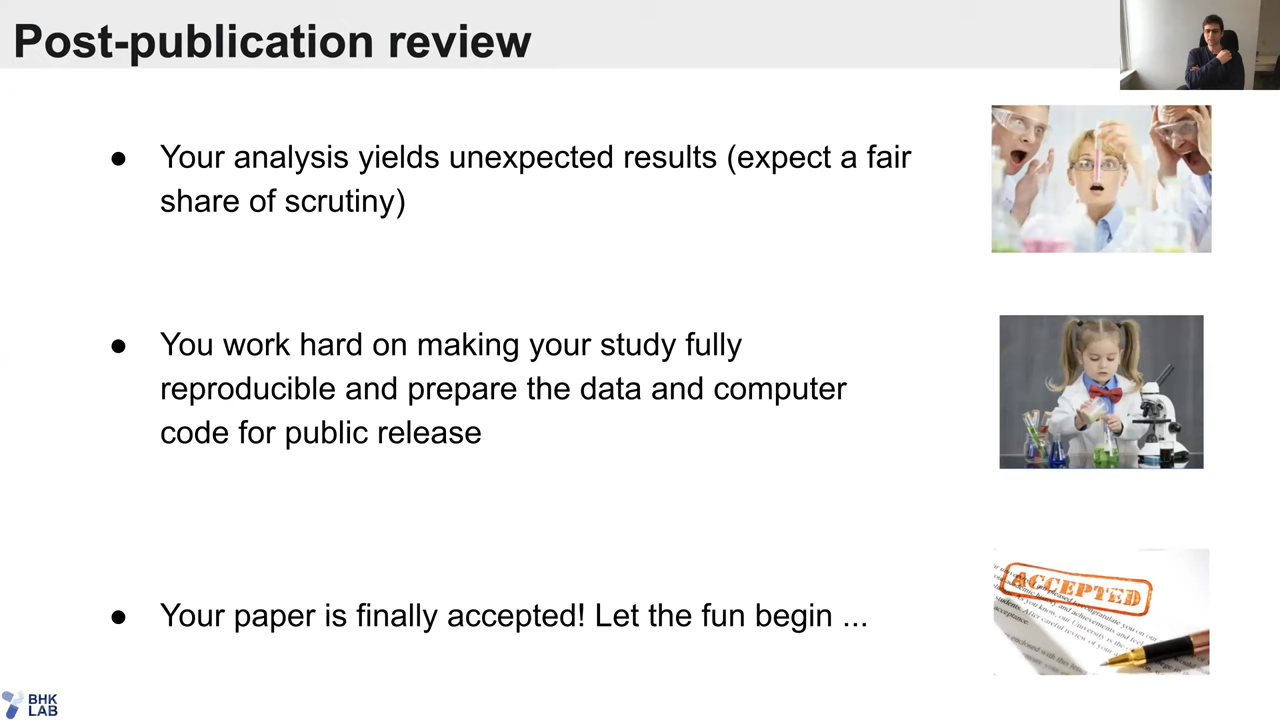 Post-publication review
● Your analysis yields unexpected results (expect a fair
share of scrutiny)
● You work hard on making your study fully
reproducible and prepare the data and computer
code for public release
● Your paper is finally accepted! Let the fun begin ...
ACCEPTED
BHK
LAB